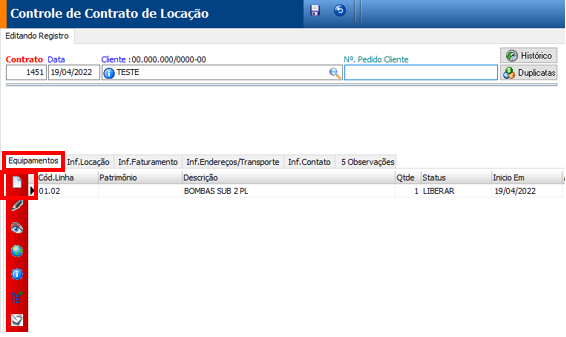 Controle de Contrato de Locação
Editando Registro
Contrato Data Cliente :00.000.000/0000-00 Nº. Pedido Cliente
1451 19/04/2022 TESTE
Histórico
Duplicatas
Equipamentos Inf.Locação Inf.Faturamento Inf.Endereços/Transporte Inf.Contato 5 Observações
Cód.Linha Patrimônio Descrição Qtde Status Inicio Em
01.02 BOMBAS SUB 2 PL 1 LIBERAR 19/04/2022